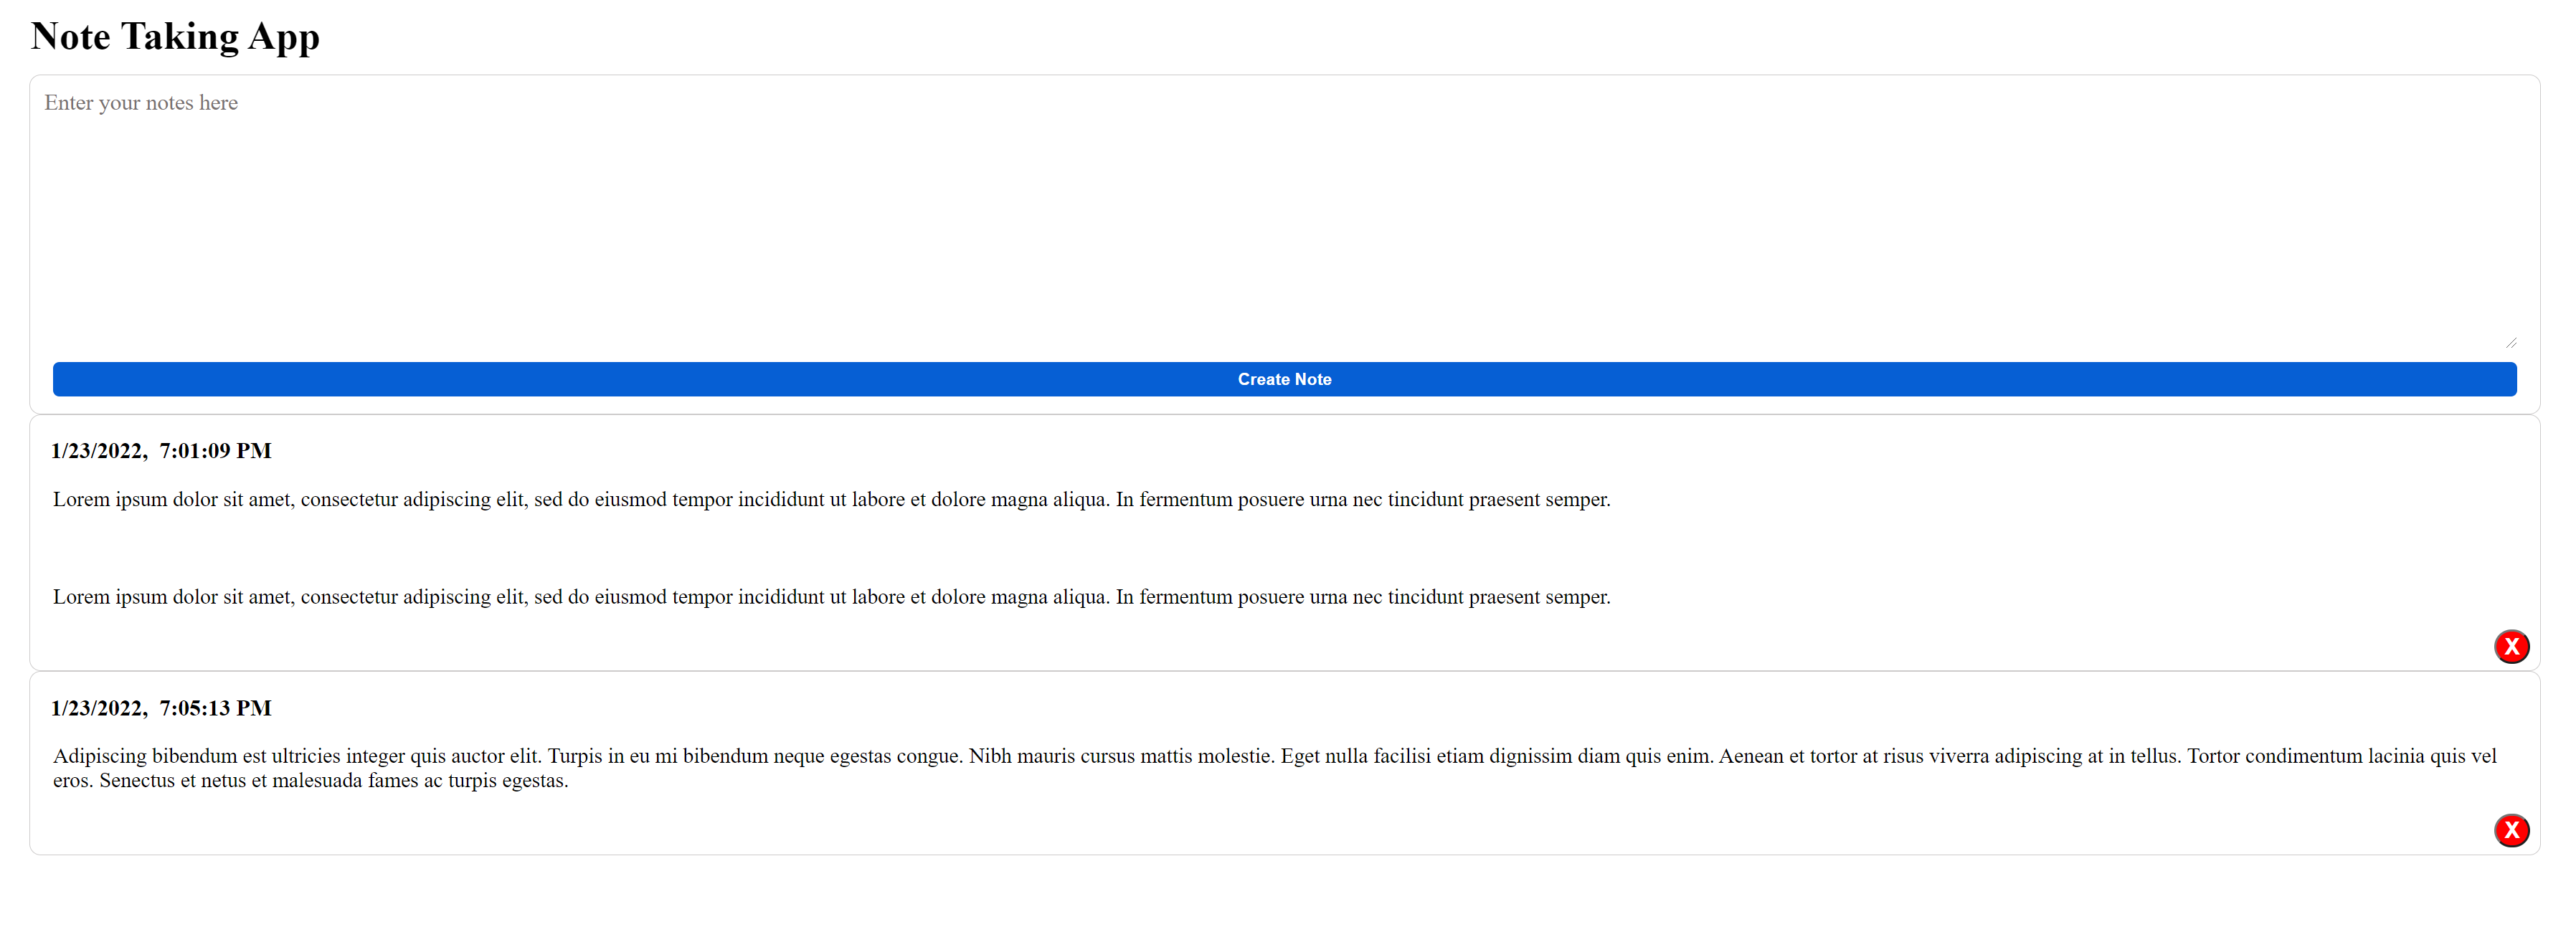 Note Taking App
Enter your notes here
Create Note
1/23/2022, 7:01:09 PM
Lorem ipsum dolor sit amet, consectetur adipiscing elit, sed do eiusmod tempor incididunt ut labore et dolore magna aliqua. In fermentum posuere urna nec tincidunt praesent semper.
Lorem ipsum dolor sit amet, consectetur adipiscing elit, sed do eiusmod tempor incididunt ut labore et dolore magna aliqua. In fermentum posuere urna nec tincidunt praesent semper.
X
1/23/2022, 7:05:13 PM
Adipiscing bibendum est ultricies integer quis auctor elit. Turpis in eu mi bibendum neque egestas congue. Nibh mauris cursus mattis molestie. Eget nulla facilisi etiam dignissim diam quis enim. Aenean et tortor at risus viverra adipiscing at in tellus. Tortor condimentum lacinia quis vel
eros. Senectus et netus et malesuada fames ac turpis egestas.
X